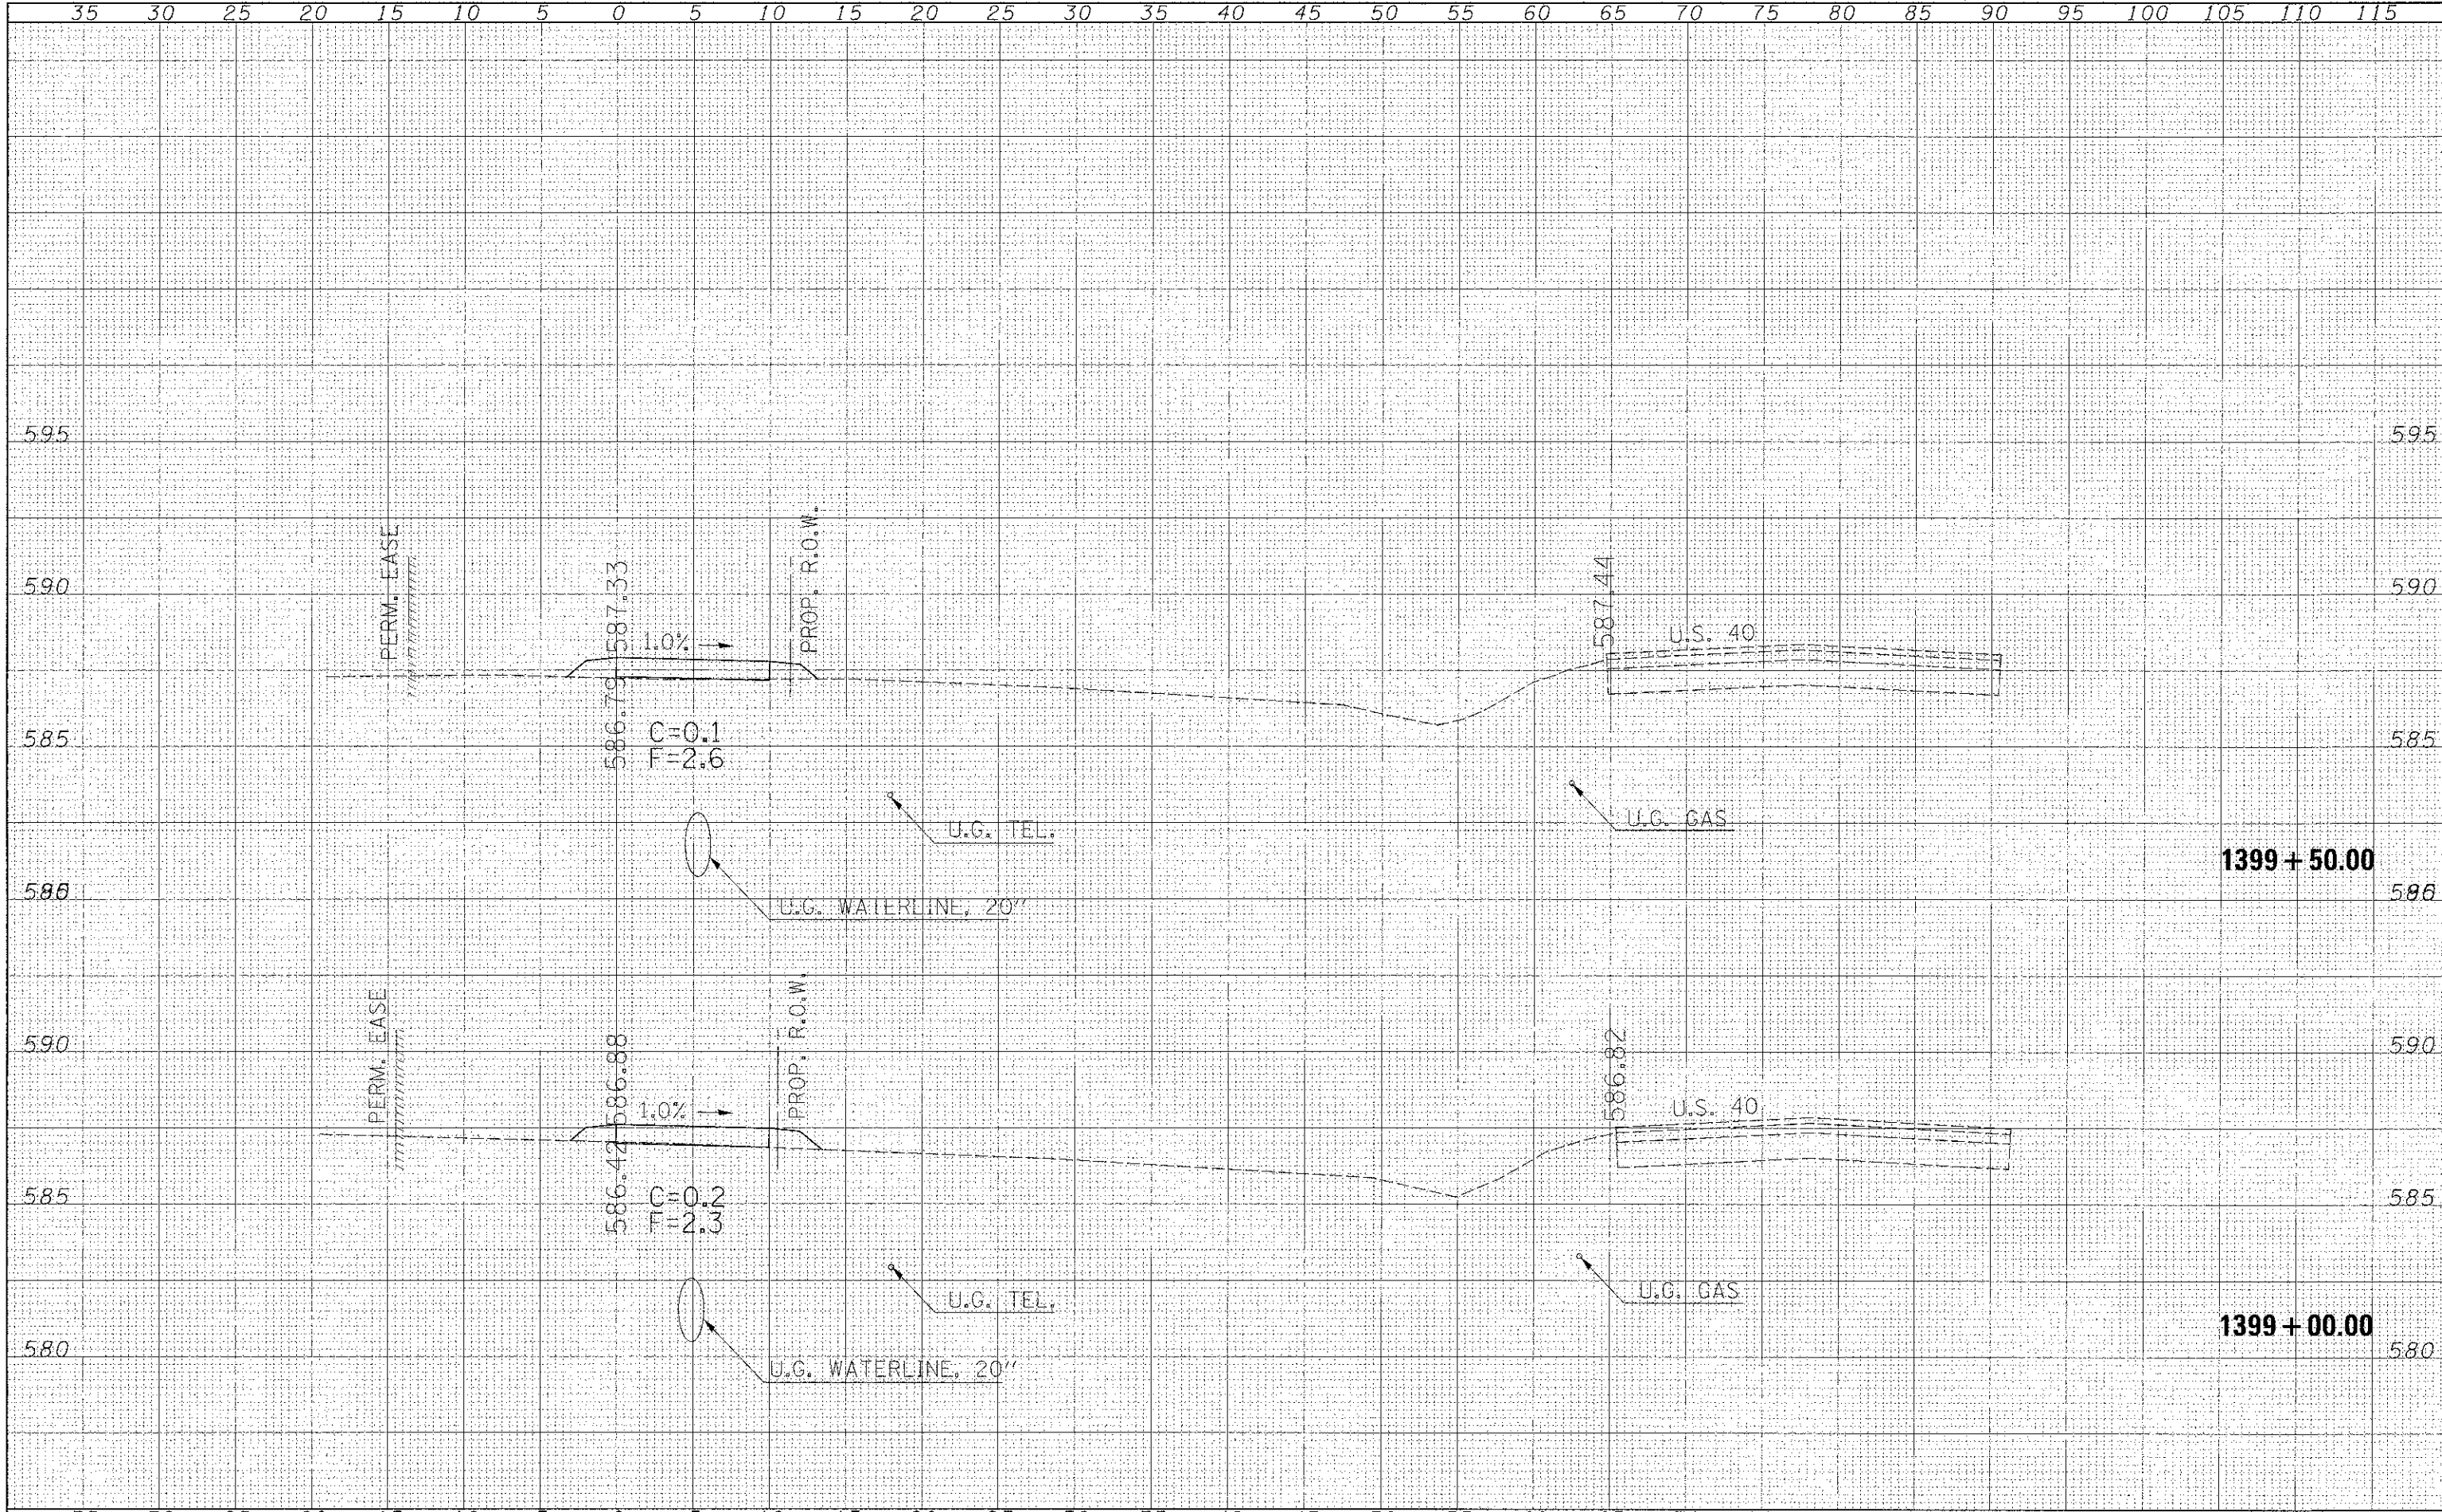 35 30 25 20 15 10 5 0 5 10 15 20 25 30 35 40 45 50 55 60 65 70 75 80 85 90 95 100 105 110 115
595 595
PERM. EASE
PROP. R.O.W.
590 590
587.33
587.44
1.0%
U.S. 40
586.79
C=0.1
F=2.6
585 585
U.G. TEL.
U.G. GAS
1399 + 50.00
U.G. WATERLINE, 20"
PERM. EASE
PROP. R.O.W.
590 590
586.88
586.82
1.0%
U.S. 40
586.42
C=0.2
F=2.3
585 585
U.G. TEL.
U.G. GAS
1399 + 00.00
580 580
U.G. WATERLINE, 20"